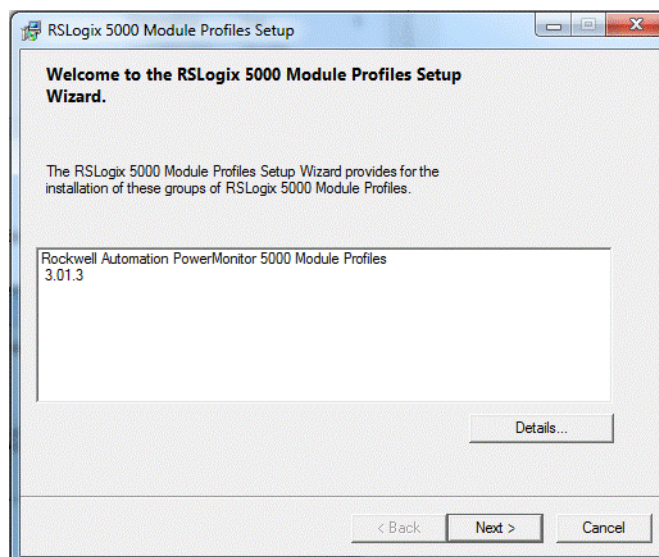 RSLogix 5000 Module Profiles Setup
Welcome to the RSLogix 5000 Module Profiles Setup
Wizard.
The RSLogix 5000 Module Profiles Setup Wizard provides for the
installation of these groups of RSLogix 5000 Module Profiles.
Rockwell Automation PowerMonitor 5000 Module Profiles
3.01.3
Details...
< Back
Next >
Cancel